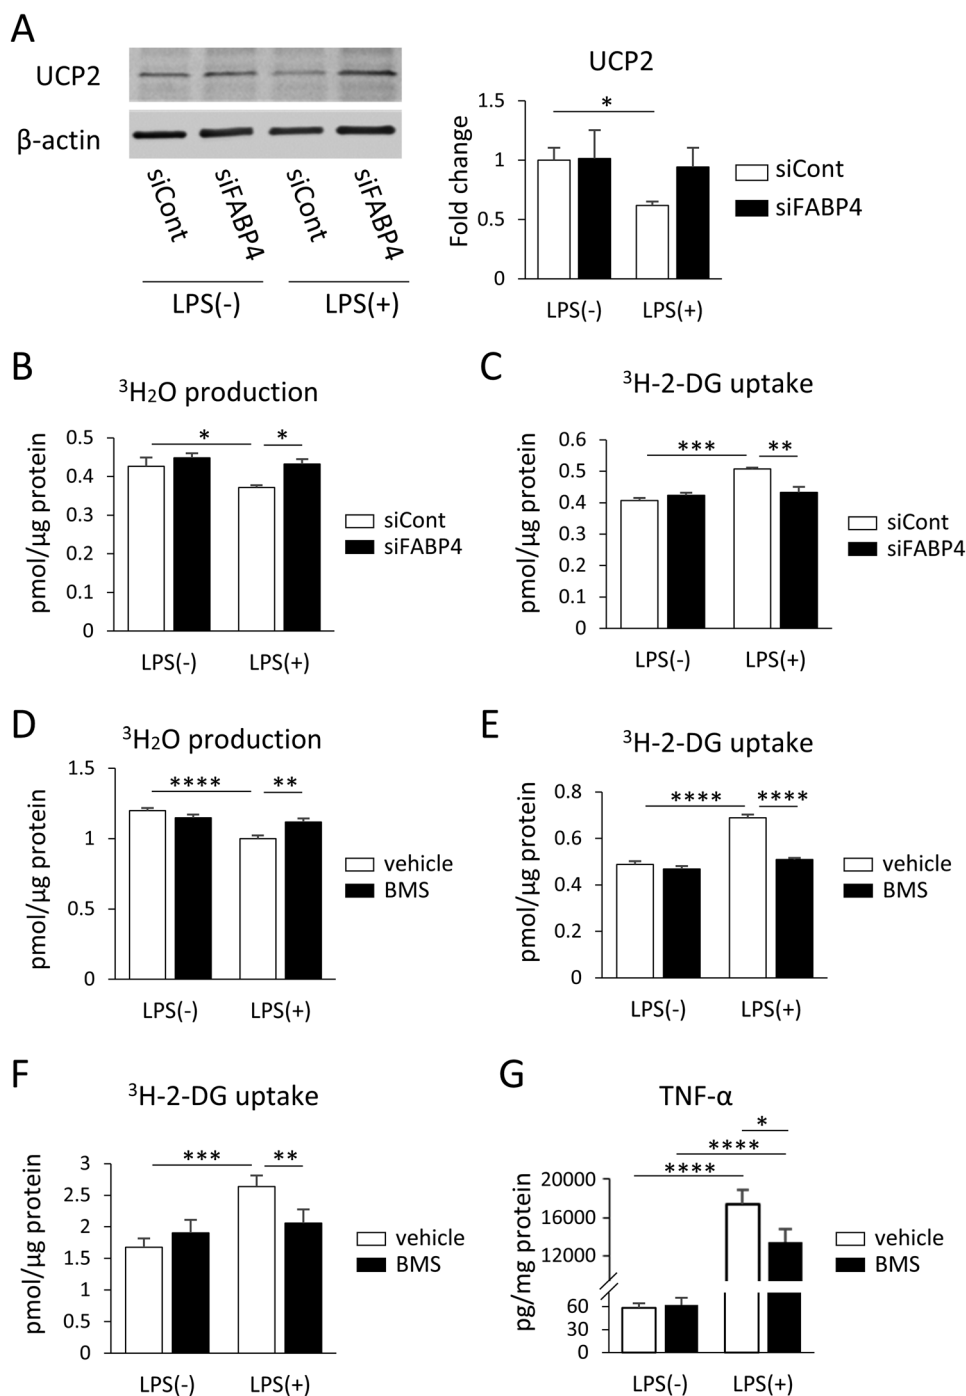 A
UCP2
β-actin
siCont
siFABP4
siCont
siFABP4
LPS(-)
LPS(+)
UCP2
*
Fold change
1.5
1
0.5
0
LPS(-)
LPS(+)
siCont
siFABP4
B
³H₂O production
* *
pmol/µg protein
0.5
0.4
0.3
0.2
0.1
0
LPS(-)
LPS(+)
siCont
siFABP4
C
³H-2-DG uptake
*** **
pmol/µg protein
0.6
0.5
0.4
0.3
0.2
0.1
0
LPS(-)
LPS(+)
siCont
siFABP4
D
³H₂O production
**** **
pmol/µg protein
1.5
1
0.5
0
LPS(-)
LPS(+)
vehicle
BMS
E
³H-2-DG uptake
**** ****
pmol/µg protein
0.8
0.6
0.4
0.2
0
LPS(-)
LPS(+)
vehicle
BMS
F
³H-2-DG uptake
*** **
pmol/µg protein
3
2.5
2
1.5
1
0.5
0
LPS(-)
LPS(+)
vehicle
BMS
G
TNF-α
*
****
****
pg/mg protein
20000
16000
12000
60
30
0
LPS(-)
LPS(+)
vehicle
BMS